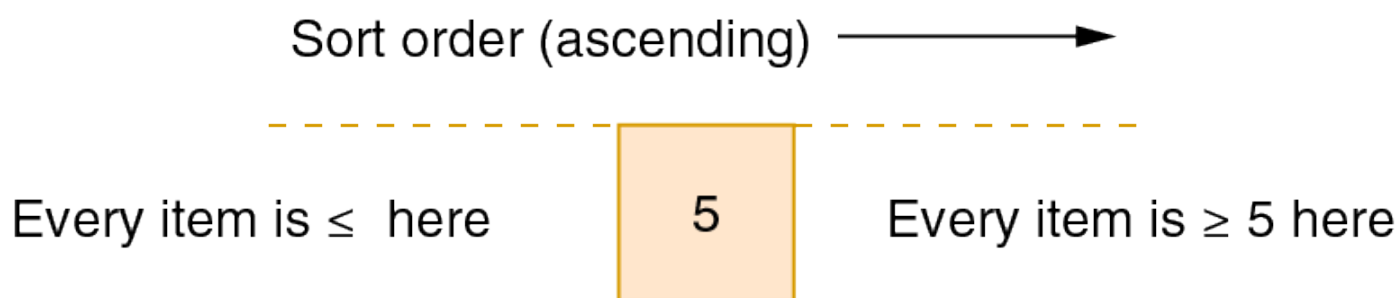 Sort order (ascending)
Every item is ≤ here
5
Every item is ≥ 5 here